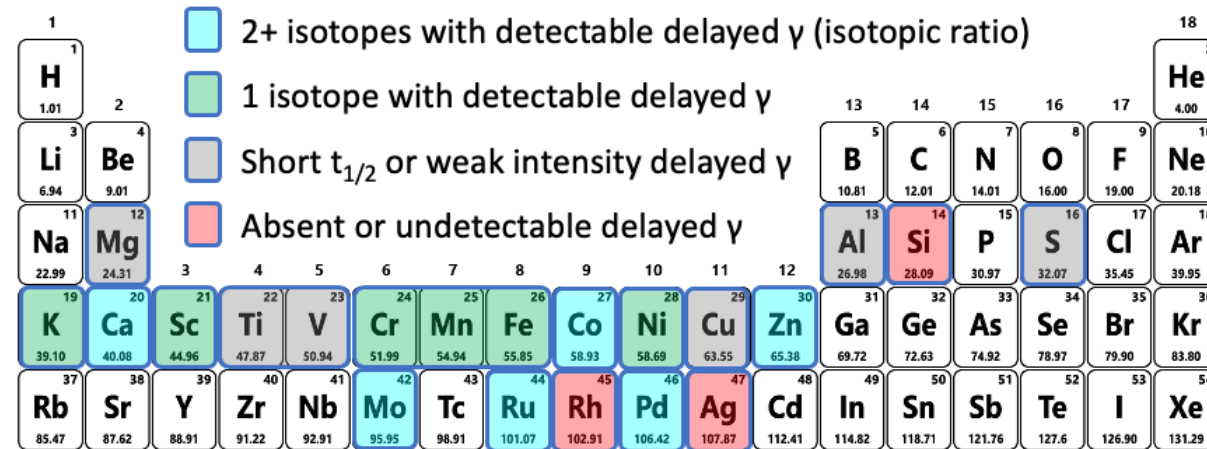 1 18
2+ isotopes with detectable delayed γ (isotopic ratio)
1 isotope with detectable delayed γ
Short t1/2 or weak intensity delayed γ
Absent or undetectable delayed γ
1 H 1.01
He 4.00
2 13 14 15 16 17
3 Li 6.94
4 Be 9.01
5 B 10.81
6 C 12.01
7 N 14.01
8 O 16.00
9 F 19.00
Ne 20.18
11 Na 22.99
12 Mg 24.31
13 Al 26.98
14 Si 28.09
15 P 30.97
16 S 32.07
17 Cl 35.45
Ar 39.95
3 4 5 6 7 8 9 10 11 12
19 K 39.10
20 Ca 40.08
21 Sc 44.96
22 Ti 47.87
23 V 50.94
24 Cr 51.99
25 Mn 54.94
26 Fe 55.85
27 Co 58.93
28 Ni 58.69
29 Cu 63.55
30 Zn 65.38
31 Ga 69.72
32 Ge 72.63
33 As 74.92
34 Se 78.97
35 Br 79.90
Kr 83.80
37 Rb 85.47
38 Sr 87.62
39 Y 88.91
40 Zr 91.22
41 Nb 92.91
42 Mo 95.95
43 Tc 98.91
44 Ru 101.07
45 Rh 102.91
46 Pd 106.42
47 Ag 107.87
48 Cd 112.41
49 In 114.82
50 Sn 118.71
51 Sb 121.76
52 Te 127.6
53 I 126.90
Xe 131.29